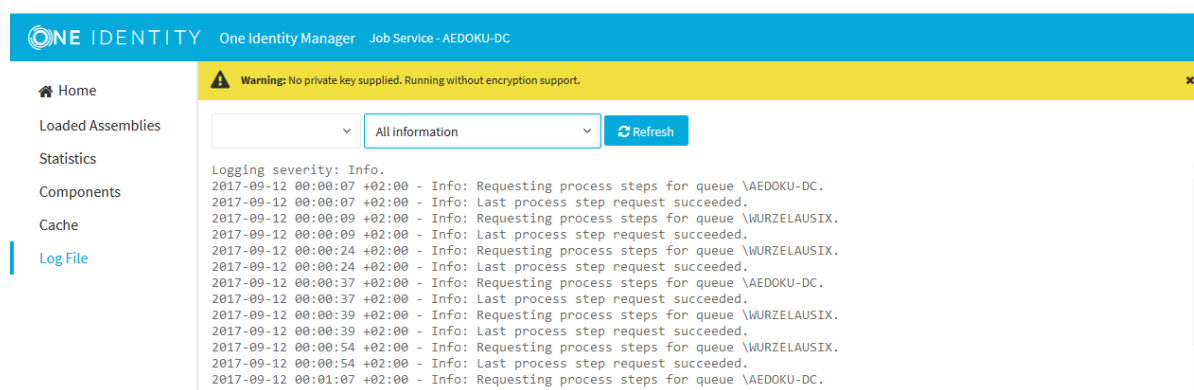 ONE IDENTITY One Identity Manager Job Service - AEDOKU-DC
Home
Loaded Assemblies
Statistics
Components
Cache
Log File
Warning: No private key supplied. Running without encryption support.
All information
Refresh
Logging severity: Info.
2017-09-12 00:00:07 +02:00 - Info: Requesting process steps for queue \AEDOKU-DC.
2017-09-12 00:00:07 +02:00 - Info: Last process step request succeeded.
2017-09-12 00:00:09 +02:00 - Info: Requesting process steps for queue \WURZELAUSIX.
2017-09-12 00:00:09 +02:00 - Info: Last process step request succeeded.
2017-09-12 00:00:24 +02:00 - Info: Requesting process steps for queue \WURZELAUSIX.
2017-09-12 00:00:24 +02:00 - Info: Last process step request succeeded.
2017-09-12 00:00:37 +02:00 - Info: Requesting process steps for queue \AEDOKU-DC.
2017-09-12 00:00:37 +02:00 - Info: Last process step request succeeded.
2017-09-12 00:00:39 +02:00 - Info: Requesting process steps for queue \WURZELAUSIX.
2017-09-12 00:00:39 +02:00 - Info: Last process step request succeeded.
2017-09-12 00:00:54 +02:00 - Info: Requesting process steps for queue \WURZELAUSIX.
2017-09-12 00:00:54 +02:00 - Info: Last process step request succeeded.
2017-09-12 00:01:07 +02:00 - Info: Requesting process steps for queue \AEDOKU-DC.